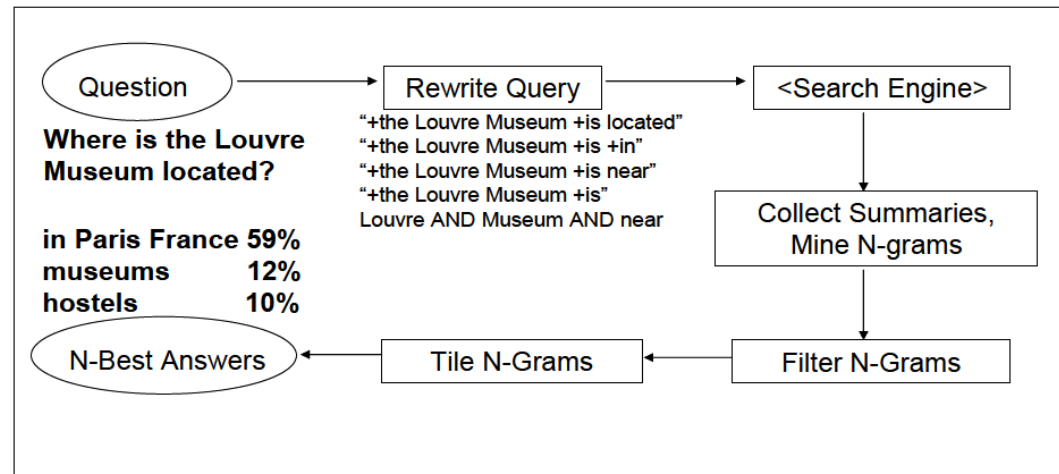 Question
Rewrite Query
<Search Engine>
Where is the Louvre
Museum located?
"+the Louvre Museum +is located"
"+the Louvre Museum +is +in"
"+the Louvre Museum +is near"
"+the Louvre Museum +is"
Louvre AND Museum AND near
Collect Summaries,
Mine N-grams
in Paris France 59%
museums 12%
hostels 10%
N-Best Answers
Tile N-Grams
Filter N-Grams